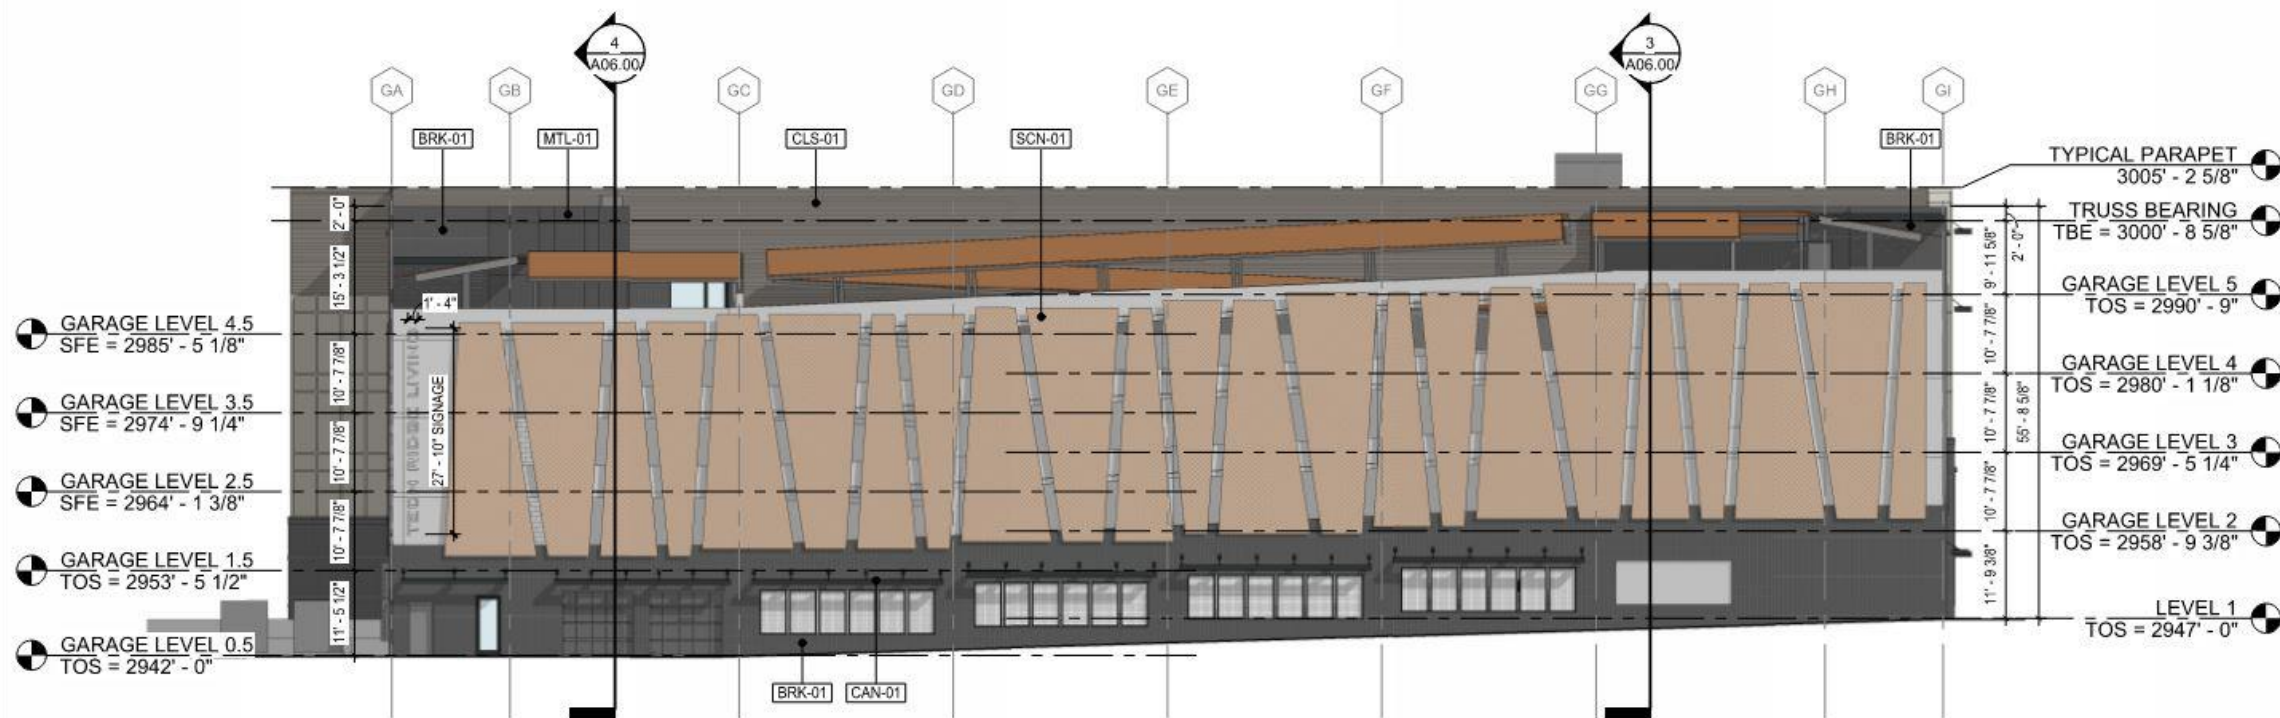 4
A06.00
3
A06.00
GA
GB
GC
GD
GE
GF
GG
GH
GI
BRK-01
MTL-01
CLS-01
SCN-01
BRK-01
TYPICAL PARAPET
3005' - 2 5/8"
TRUSS BEARING
TBE = 3000' - 8 5/8"
GARAGE LEVEL 5
TOS = 2990' - 9"
GARAGE LEVEL 4
TOS = 2980' - 1 1/8"
GARAGE LEVEL 3
TOS = 2969' - 5 1/4"
GARAGE LEVEL 2
TOS = 2958' - 9 3/8"
LEVEL 1
TOS = 2947' - 0"
GARAGE LEVEL 4.5
SFE = 2985' - 5 1/8"
GARAGE LEVEL 3.5
SFE = 2974' - 9 1/4"
GARAGE LEVEL 2.5
SFE = 2964' - 1 3/8"
GARAGE LEVEL 1.5
TOS = 2953' - 5 1/2"
GARAGE LEVEL 0.5
TOS = 2942' - 0"
2' - 0"
15' - 3 1/2"
10' - 7 7/8"
10' - 7 7/8"
10' - 7 7/8"
11' - 5 1/2"
1' - 4"
27' - 10" SIGNAGE
TECH RIDGE LIVING
2' - 0"
9' - 11 5/8"
10' - 7 7/8"
10' - 7 7/8"
10' - 7 7/8"
11' - 9 3/8"
55' - 8 5/8"
BRK-01
CAN-01